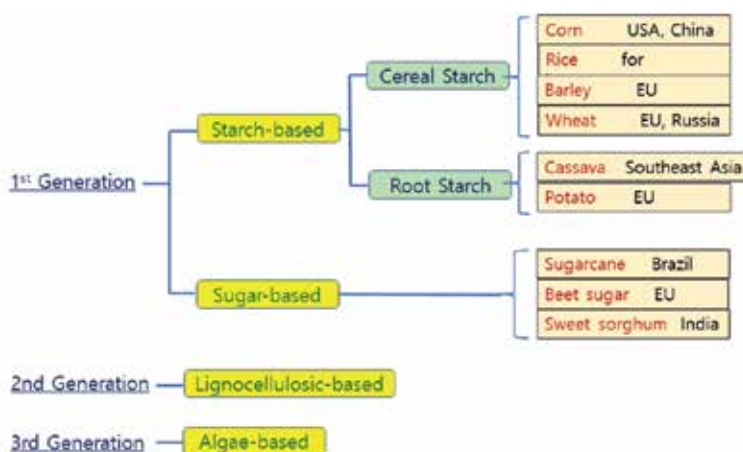 Corn USA, China
Rice for
Cereal Starch
Barley EU
Wheat EU, Russia
Starch-based
1st Generation
Root Starch
Cassava Southeast Asia
Potato EU
Sugar-based
Sugarcane Brazil
Beet sugar EU
Sweet sorghum India
2nd Generation
Lignocellulosic-based
3rd Generation
Algae-based